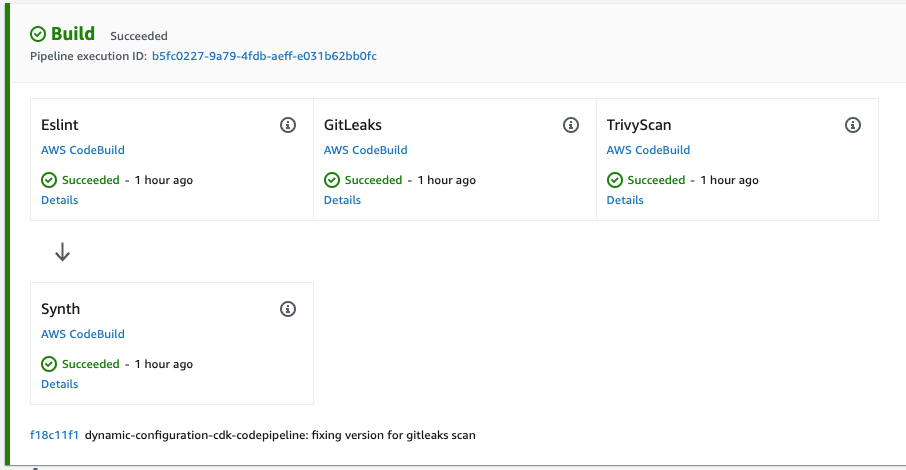 Build Succeeded
Pipeline execution ID: b5fc0227-9a79-4fdb-aeff-e031b62bb0fc
Eslint
AWS CodeBuild
Succeeded - 1 hour ago
Details
GitLeaks
AWS CodeBuild
Succeeded - 1 hour ago
Details
TrivyScan
AWS CodeBuild
Succeeded - 1 hour ago
Details
Synth
AWS CodeBuild
Succeeded - 1 hour ago
Details
f18c11f1 dynamic-configuration-cdk-codepipeline: fixing version for gitleaks scan